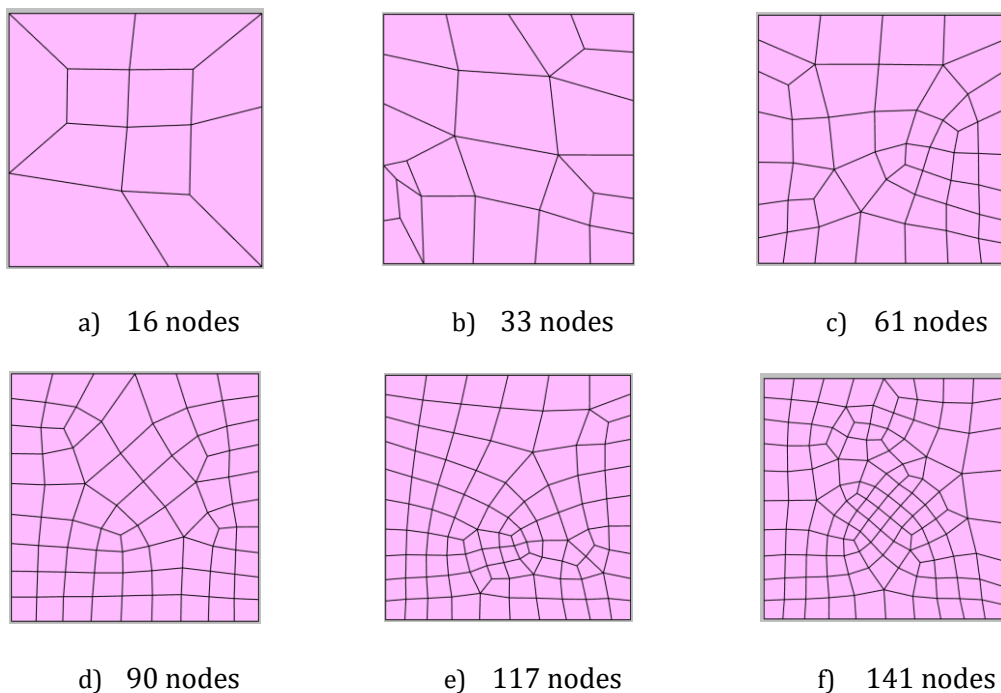 a) 16 nodes b) 33 nodes c) 61 nodes
d) 90 nodes e) 117 nodes f) 141 nodes